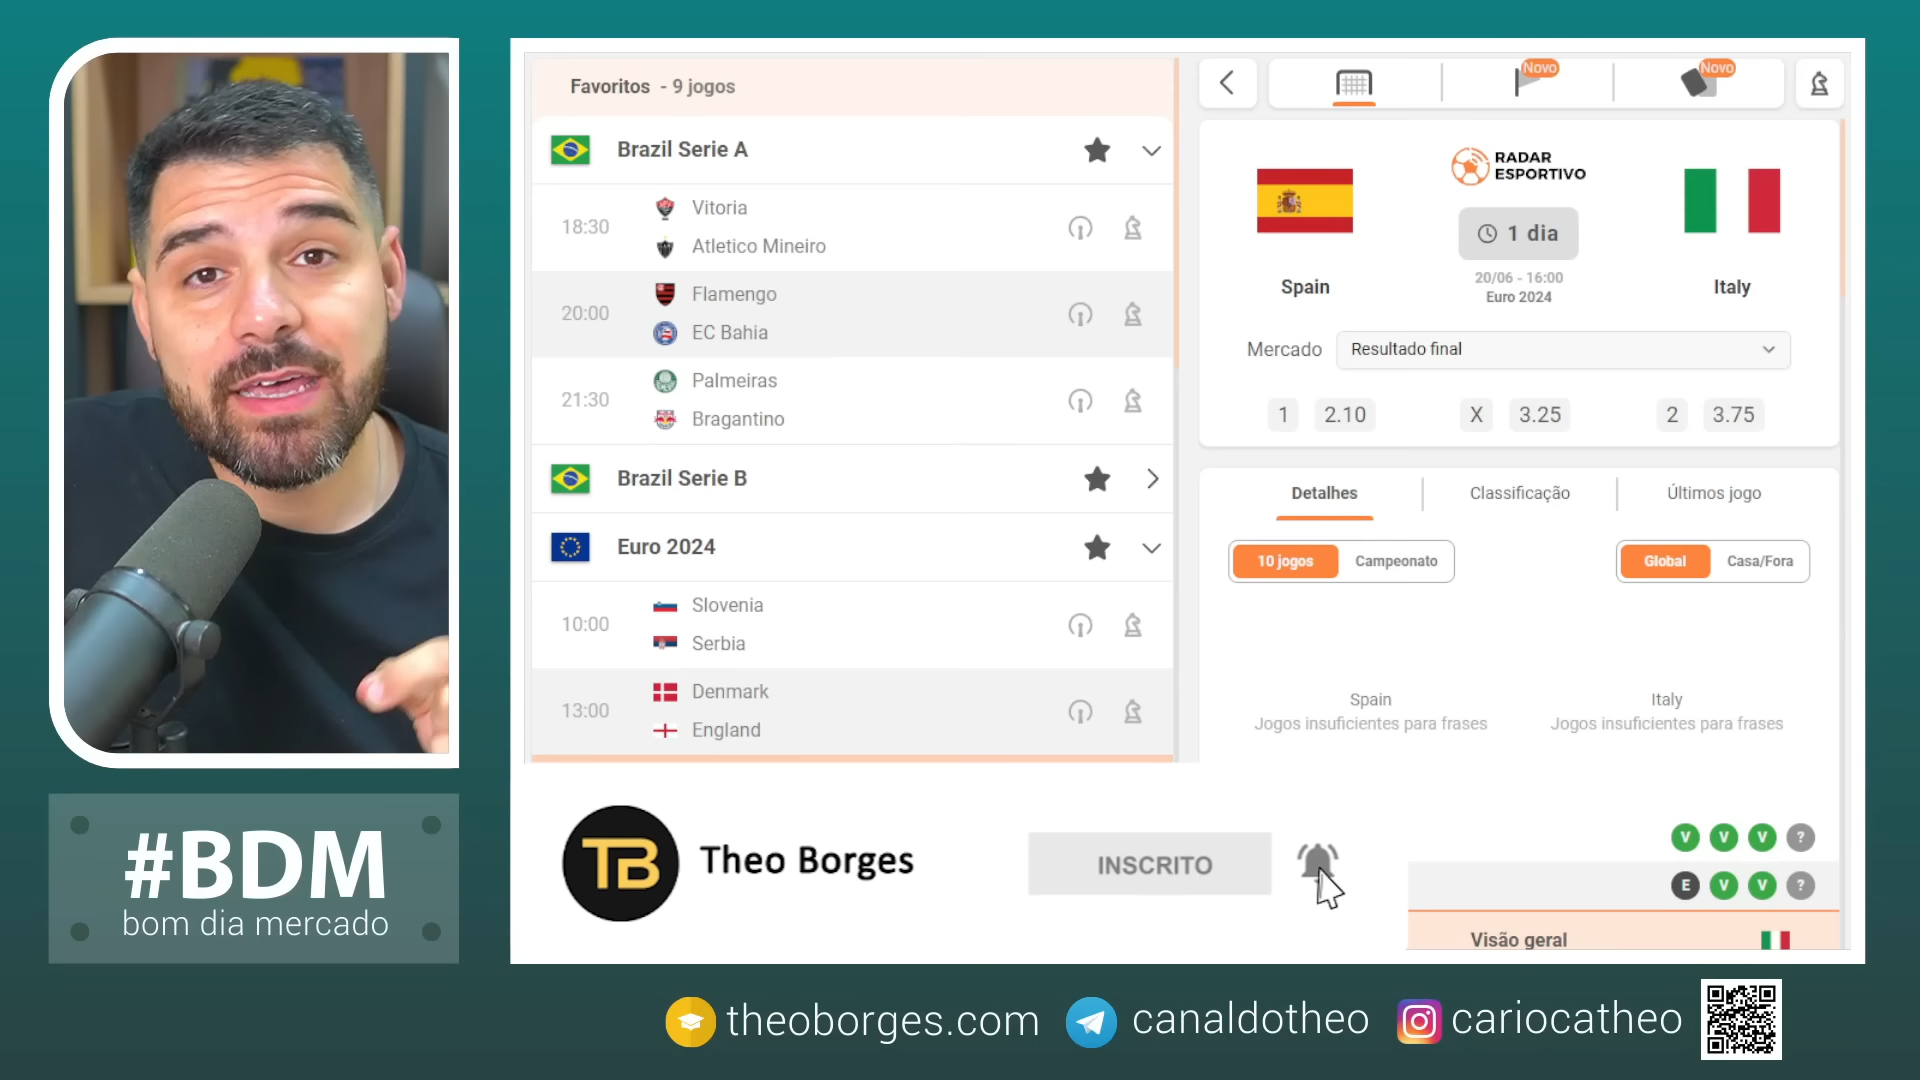 Favoritos - 9 jogos
Brazil Serie A
18:30
Vitoria
Atletico Mineiro
20:00
Flamengo
EC Bahia
21:30
Palmeiras
Bragantino
Brazil Serie B
Euro 2024
10:00
Slovenia
Serbia
13:00
Denmark
England
Novo
Novo
RADAR
ESPORTIVO
1 dia
20/06 - 16:00
Euro 2024
Spain
Italy
Mercado
Resultado final
1 2.10 X 3.25 2 3.75
Detalhes
Classificação
Últimos jogo
10 jogos
Campeonato
Global
Casa/Fora
Spain
Jogos insuficientes para frases
Italy
Jogos insuficientes para frases
V V V ?
E V V ?
Visão geral
TB
Theo Borges
INSCRITO
#BDM
bom dia mercado
theoborges.com
canaldotheo
cariocatheo